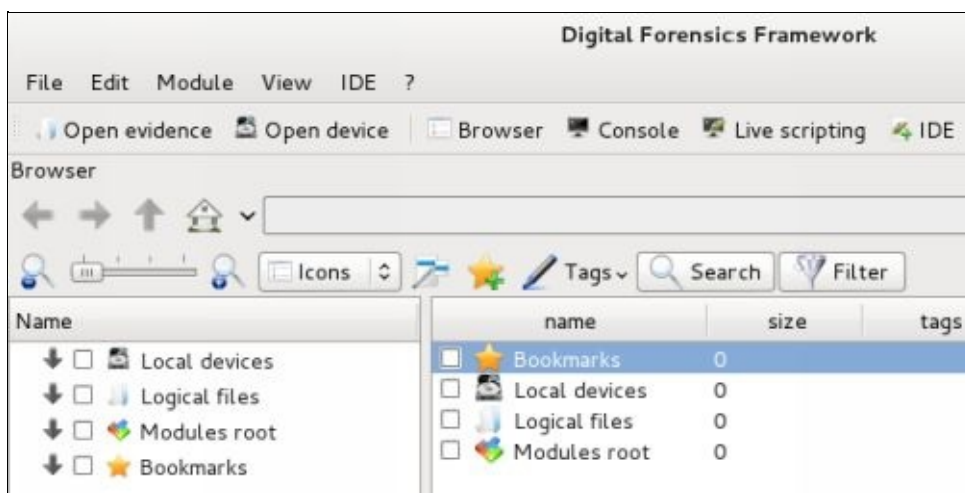 Digital Forensics Framework
File Edit Module View IDE ?
Open evidence Open device Browser Console Live scripting IDE
Browser
Icons Tags Search Filter
Name
Local devices
Logical files
Modules root
Bookmarks
name size tags
Bookmarks 0
Local devices 0
Logical files 0
Modules root 0